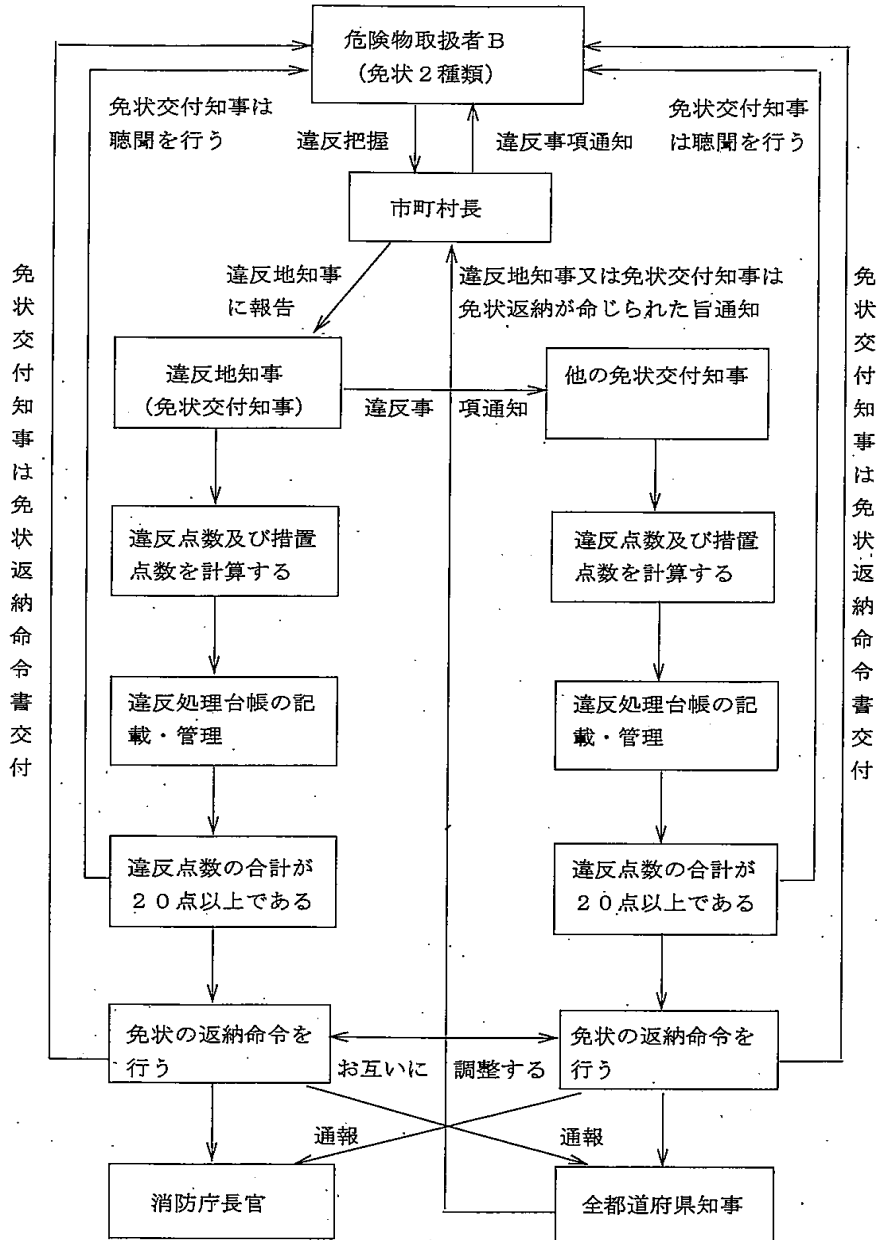 危険物取扱者B
(免状2種類)
免状交付知事は
聴聞を行う
違反把握
違反事項通知
免状交付知事
は聴聞を行う
市町村長
違反地知事
に報告
違反地知事又は免状交付知事は
免状返納が命じられた旨通知
免状交付知事は免状返納命令書交付
免状交付知事は免状返納命令書交付
違反地知事
(免状交付知事)
違反事項通知
他の免状交付知事
違反点数及び措置
点数を計算する
違反点数及び措置
点数を計算する
違反処理台帳の記
載・管理
違反処理台帳の記
載・管理
違反点数の合計が
20点以上である
違反点数の合計が
20点以上である
免状の返納命令を
行う
お互いに調整する
免状の返納命令を
行う
通報
通報
消防庁長官
全都道府県知事